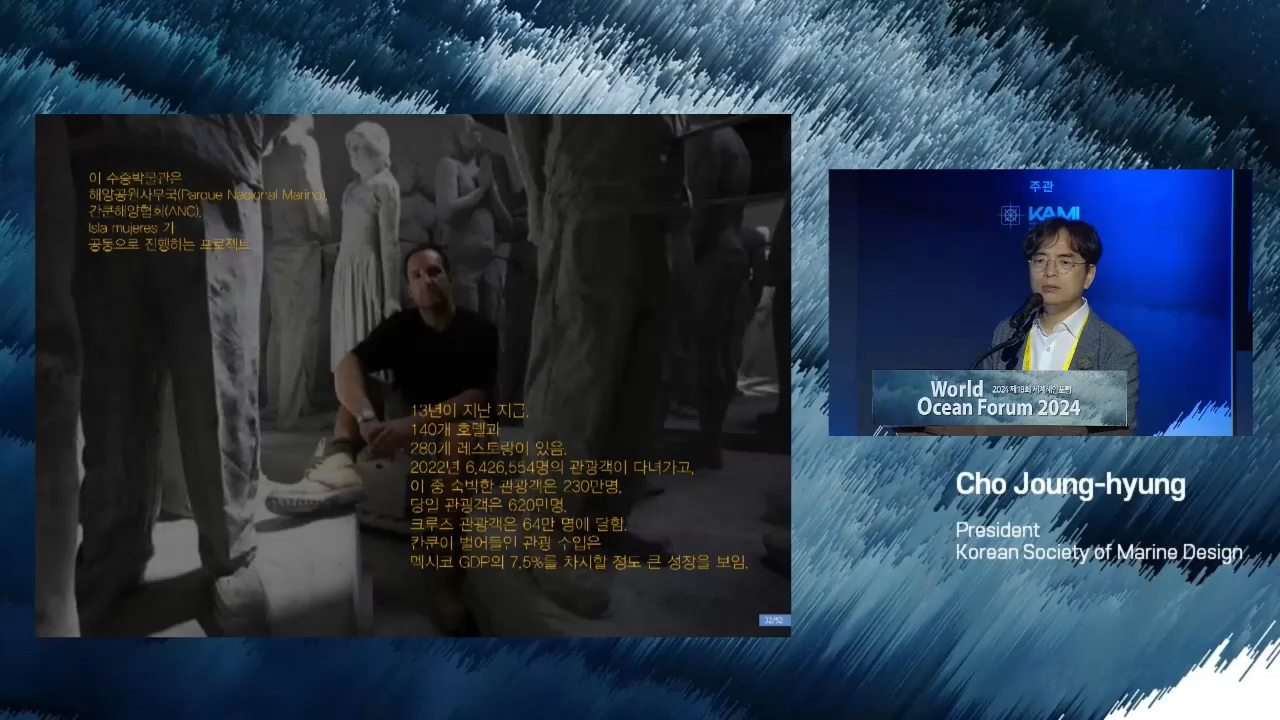 이 수중박물관은
해양공원사무국(Parque Nacional Marino),
칸쿤해양협회(ANC),
Isla mujeres 가
공동으로 진행하는 프로젝트
13년이 지난 지금,
140개 호텔과
280개 레스토랑이 있음.
2022년 6,426,554명의 관광객이 다녀가고,
이 중 숙박한 관광객은 230만명,
당일 관광객은 620만명,
크루스 관광객은 64만 명에 달함.
칸쿤이 벌어들인 관광 수입은
멕시코 GDP의 7.5%를 차시할 정도 큰 성장을 보임.
32/52
주관
KAMI
World 2024 제18회 세계해양포럼
Ocean Forum 2024
Cho Joung-hyung
President
Korean Society of Marine Design